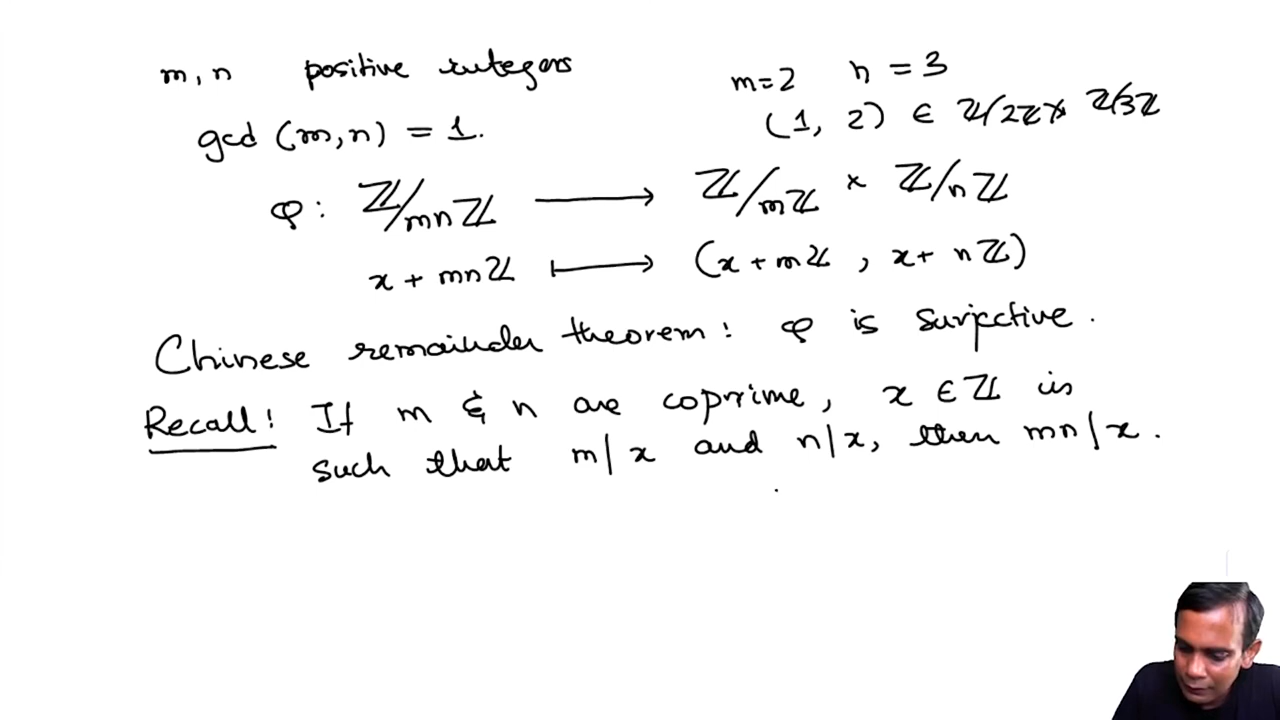 m, n positive integers
m=2 n = 3
gcd (m,n) = 1.
(1, 2) ∈ ℤ/2ℤ × ℤ/3ℤ
φ: ℤ/mnℤ ⟶ ℤ/mℤ × ℤ/nℤ
x + mnℤ ⟼ (x + mℤ , x + nℤ)
Chinese remainder theorem: φ is surjective.
Recall: If m & n are coprime, x ∈ ℤ is
such that m|x and n|x, then mn|x.